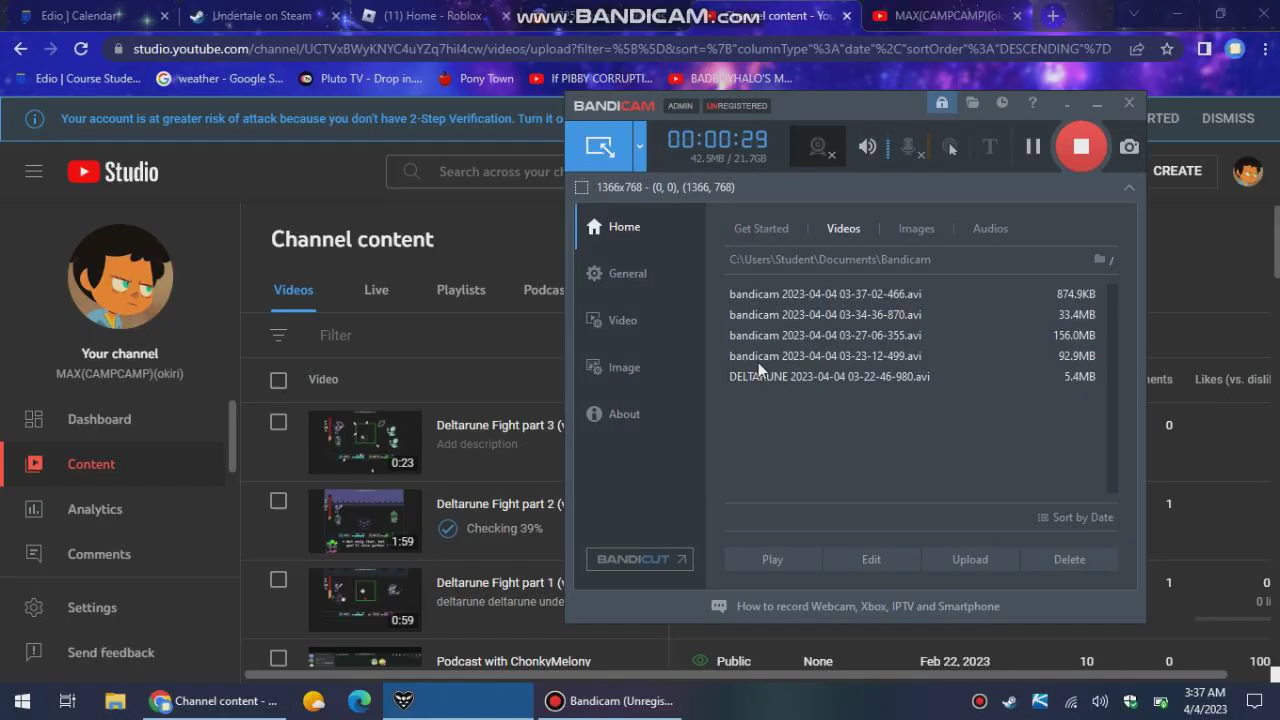 Edio | Calendar
Undertale on Steam
(11) Home - Roblox
www.BANDICAM.com
Channel content - You
MAX(CAMPCAMP)(ok
studio.youtube.com/channel/UCTVxBWyKNYC4uYZq7hiI4cw/videos/upload?filter=%5B%5D&sort=%7B"columnType"%3A"date"%2C"sortOrder"%3A"DESCENDING"%7D
Edio | Course Stude...
weather - Google S...
Pluto TV - Drop in....
Pony Town
If PIBBY CORRUPTI...
BADBOYHALO'S M...
Your account is at greater risk of attack because you don't have 2-Step Verification. Turn it o
RTED
DISMISS
BANDICAM
ADMIN
UNREGISTERED
00:00:29
42.5MB / 21.7GB
Studio
Search across your ch
CREATE
1366x768 - (0, 0), (1366, 768)
Home
General
Video
Image
About
BANDICUT
Get Started
Videos
Images
Audios
C:\Users\Student\Documents\Bandicam
bandicam 2023-04-04 03-37-02-466.avi 874.9KB
bandicam 2023-04-04 03-34-36-870.avi 33.4MB
bandicam 2023-04-04 03-27-06-355.avi 156.0MB
bandicam 2023-04-04 03-23-12-499.avi 92.9MB
DELTARUNE 2023-04-04 03-22-46-980.avi 5.4MB
Sort by Date
Play
Edit
Upload
Delete
How to record Webcam, Xbox, IPTV and Smartphone
Your channel
MAX(CAMPCAMP)(okiri)
Dashboard
Content
Analytics
Comments
Settings
Send feedback
Channel content
Videos
Live
Playlists
Podcas
Filter
Video
ments
Likes (vs. disli
Deltarune Fight part 3 (v
Add description
0:23
0
Deltarune Fight part 2 (v
Checking 39%
1:59
1
Deltarune Fight part 1 (v
deltarune deltarune unde
0:59
1
0
0 li
Podcast with ChonkyMelony
Public
None
Feb 22, 2023
10
0
100
Channel content - ...
Bandicam (Unregis...
3:37 AM
4/4/2023